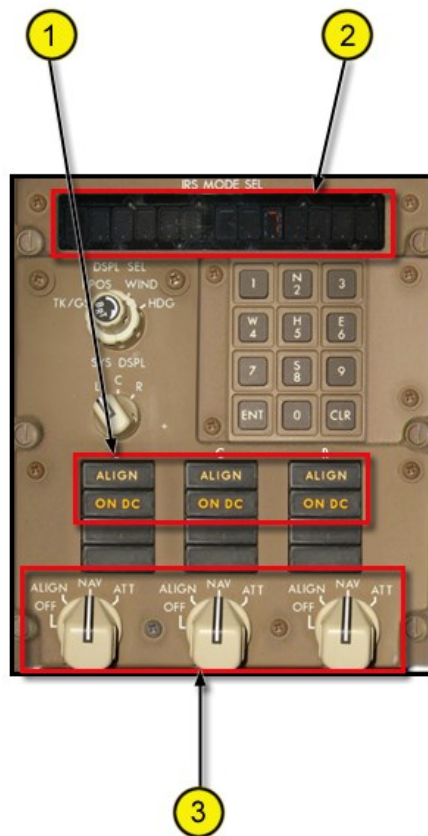 1
2
IRS MODE SEL
DSPL SEL
POS WIND
TK/GS HDG
SYS DSPL
L C R
1 N 3
2
W H E
4 5 6
7 S 9
8
ENT 0 CLR
C R
ALIGN ALIGN ALIGN
ON DC ON DC ON DC
ALIGN NAV ATT ALIGN NAV ATT ALIGN NAV ATT
OFF OFF OFF
3